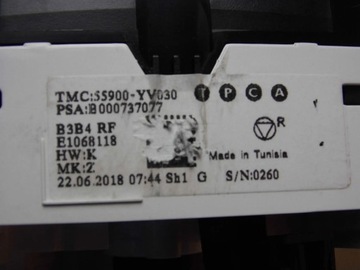 TMC:55900-YV030 T P C A
PSA:B000737077
B3B4 RF
E1068118 R
HW:K
MK:Z Made in Tunisia
22.06.2018 07:44 Sh1 G S/N:0260